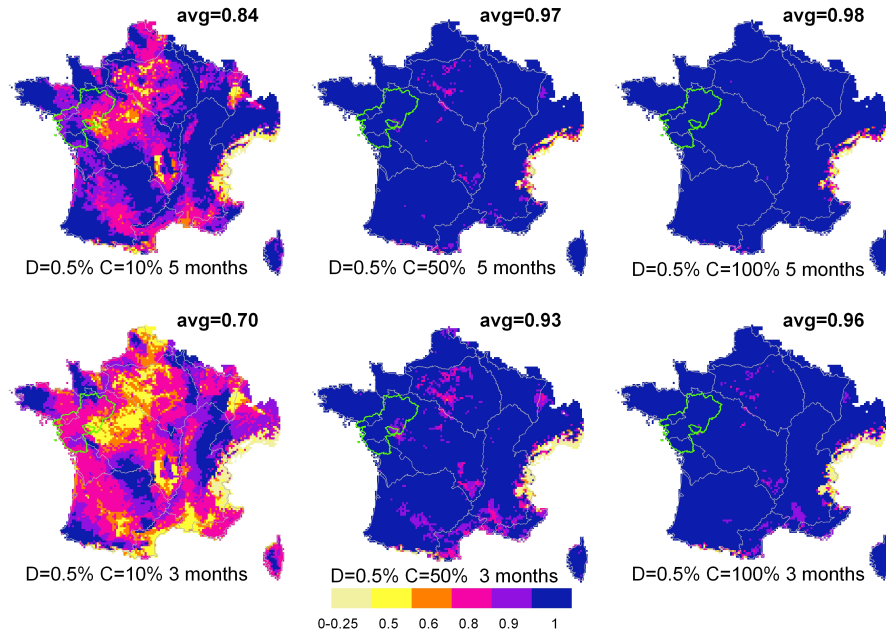 avg=0.84
avg=0.97
avg=0.98
D=0.5% C=10% 5 months
D=0.5% C=50% 5 months
D=0.5% C=100% 5 months
avg=0.70
avg=0.93
avg=0.96
D=0.5% C=10% 3 months
D=0.5% C=50% 3 months
D=0.5% C=100% 3 months
0-0.25 0.5 0.6 0.8 0.9 1